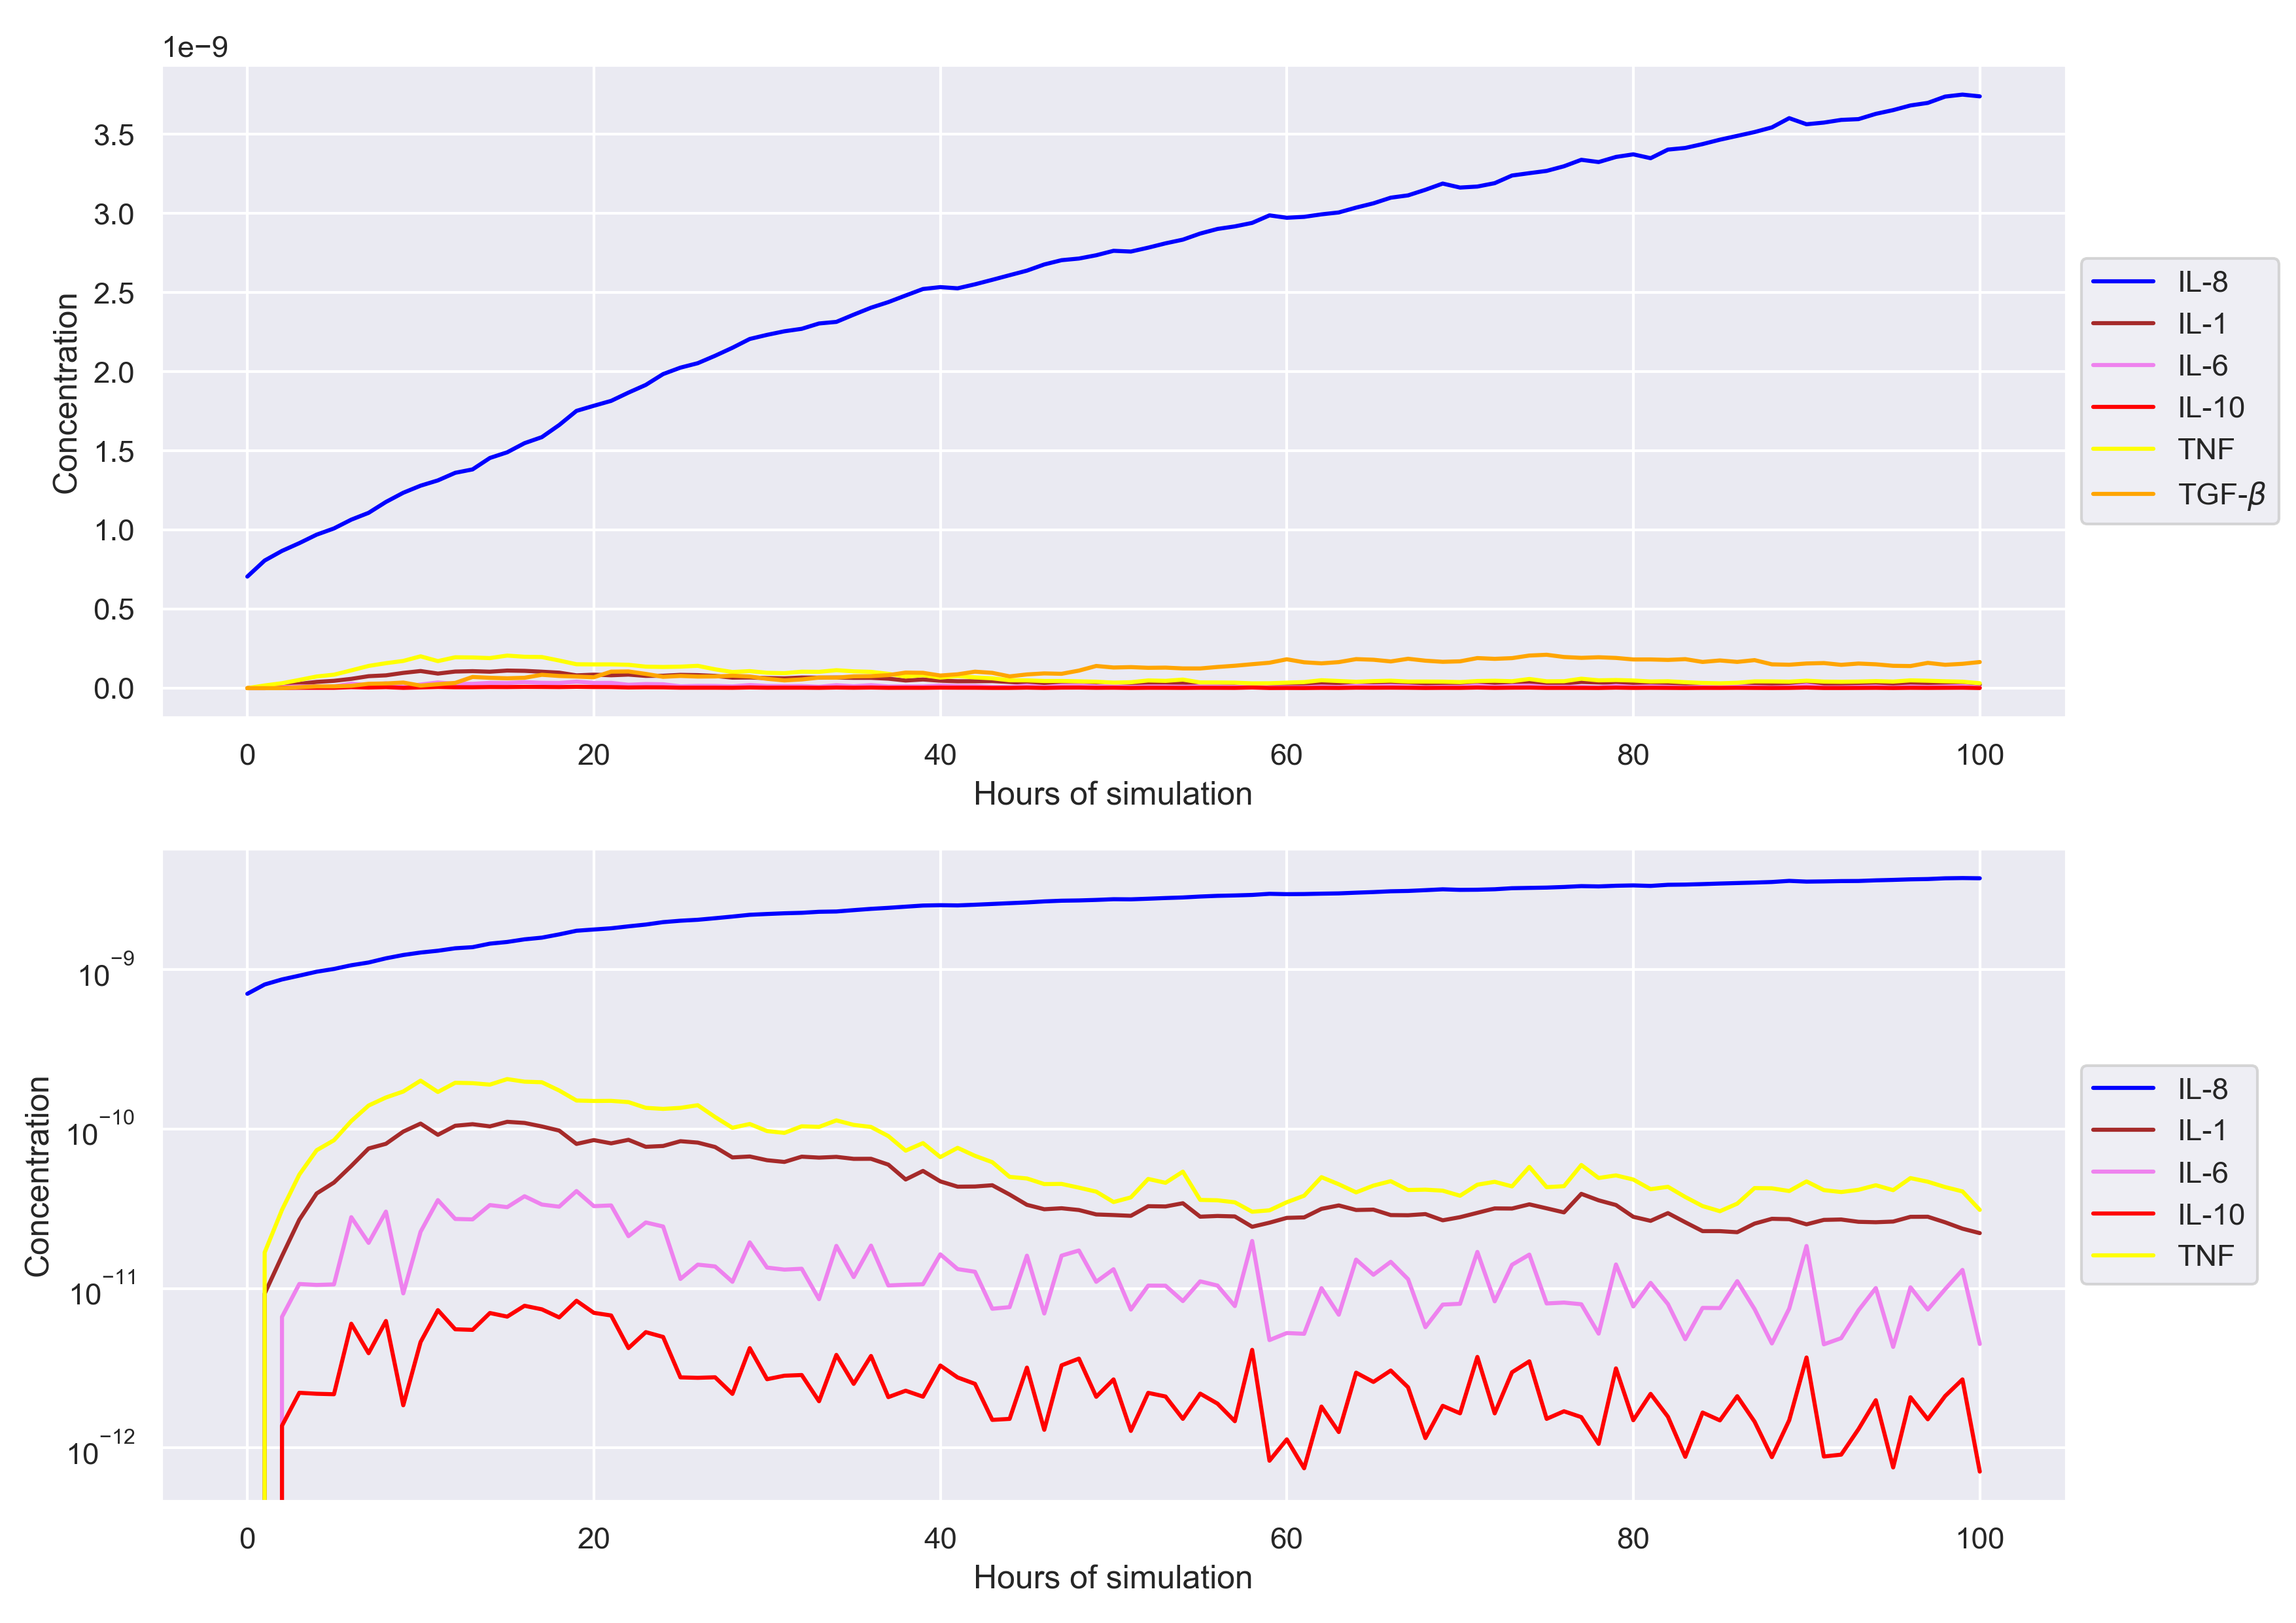 1e−9
3.5
3.0
2.5
2.0
1.5
1.0
0.5
0.0
Concentration
0 20 40 60 80 100
Hours of simulation
IL-8
IL-1
IL-6
IL-10
TNF
TGF-β
10⁻⁹
10⁻¹⁰
10⁻¹¹
10⁻¹²
Concentration
0 20 40 60 80 100
Hours of simulation
IL-8
IL-1
IL-6
IL-10
TNF